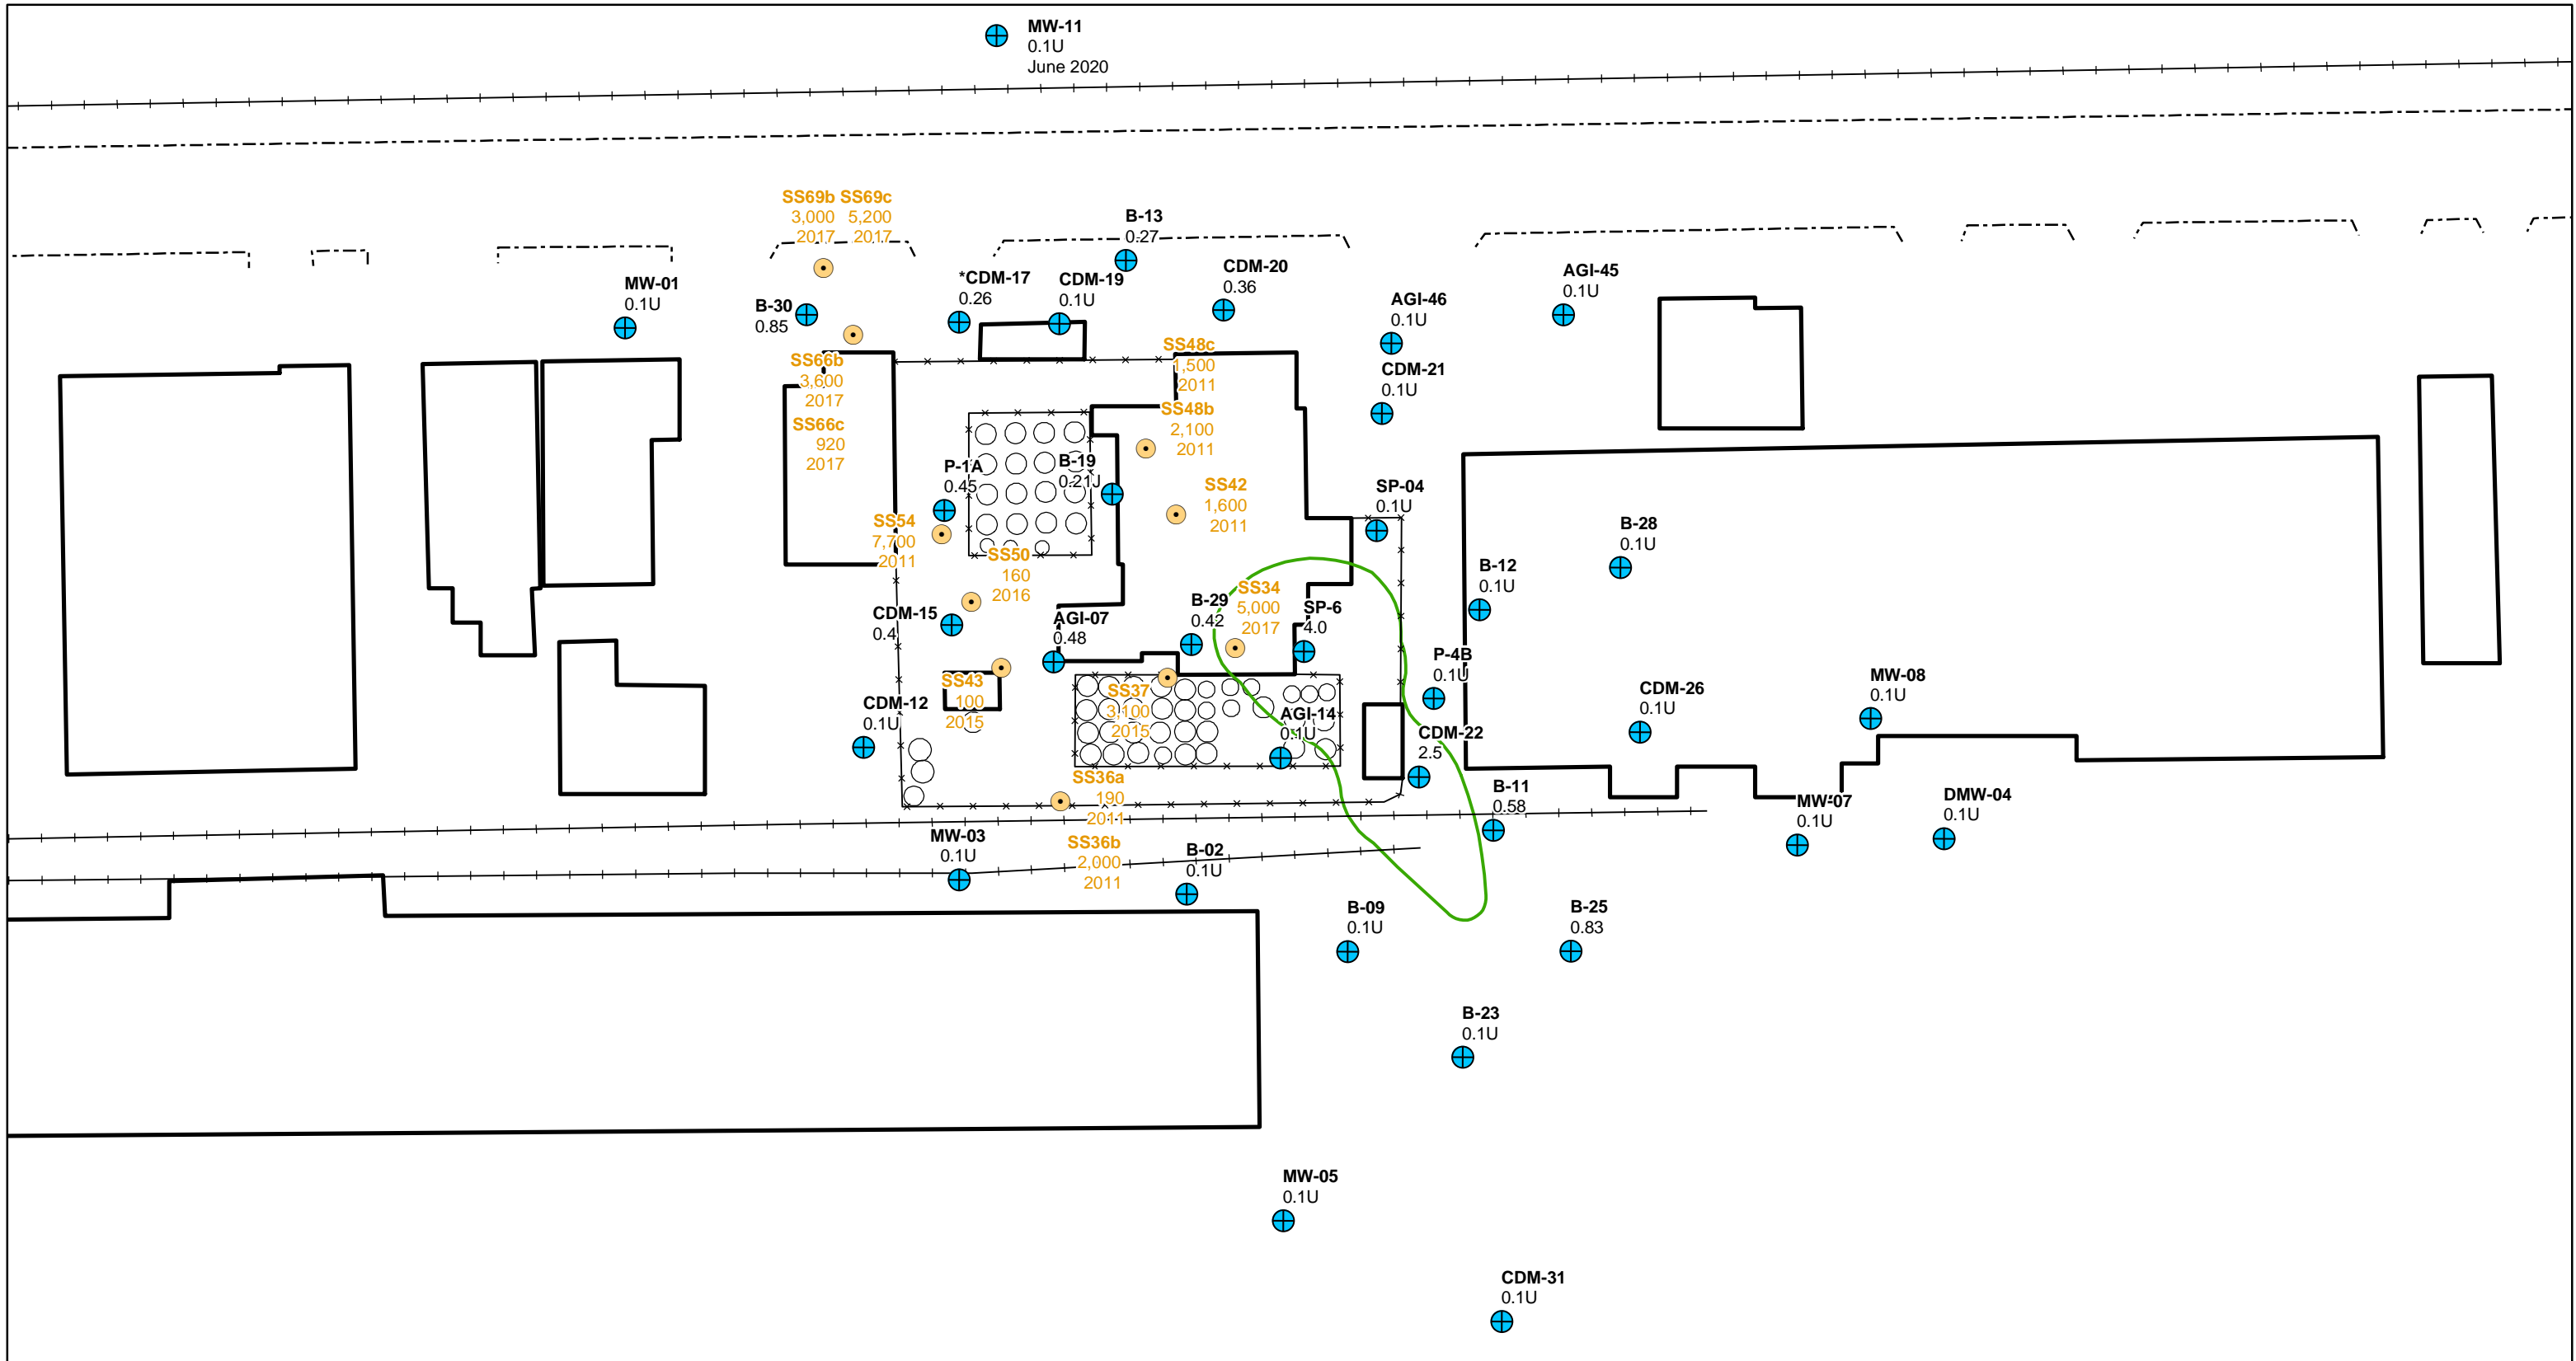 MW-11
0.1U
June 2020
SS69b SS69c
3,000 5,200
2017 2017
B-13
0.27
MW-01
0.1U
B-30
0.85
*CDM-17
0.26
CDM-19
0.1U
CDM-20
0.36
AGI-46
0.1U
AGI-45
0.1U
SS66b
3,600
2017
SS66c
920
2017
SS48c
1,500
2011
SS48b
2,100
2011
CDM-21
0.1U
P-1A
0.45
B-19
0.21J
SS42
1,600
2011
SP-04
0.1U
SS54
7,700
2011
SS50
160
2016
B-28
0.1U
B-12
0.1U
CDM-15
0.4
AGI-07
0.48
B-29
0.42
SS34
5,000
2017
SP-6
4.0
P-4B
0.1U
CDM-12
0.1U
SS43
100
2015
SS37
3,100
2015
AGI-14
0.1U
CDM-22
2.5
CDM-26
0.1U
MW-08
0.1U
SS36a
190
2011
B-11
0.58
MW-07
0.1U
DMW-04
0.1U
MW-03
0.1U
SS36b
2,000
2011
B-02
0.1U
B-09
0.1U
B-25
0.83
B-23
0.1U
MW-05
0.1U
CDM-31
0.1U